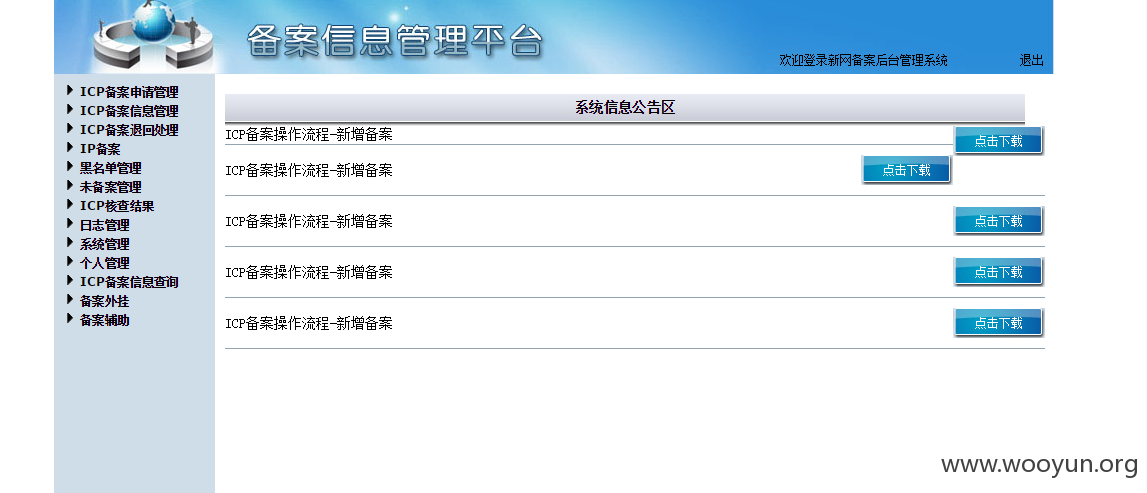 备案信息管理平台
欢迎登录新网备案后台管理系统 退出
ICP备案申请管理
ICP备案信息管理
ICP备案退回处理
IP备案
黑名单管理
未备案管理
ICP核查结果
日志管理
系统管理
个人管理
ICP备案信息查询
备案外挂
备案辅助
系统信息公告区
ICP备案操作流程-新增备案 点击下载
ICP备案操作流程-新增备案 点击下载
ICP备案操作流程-新增备案 点击下载
ICP备案操作流程-新增备案 点击下载
ICP备案操作流程-新增备案 点击下载
www.wooyun.org